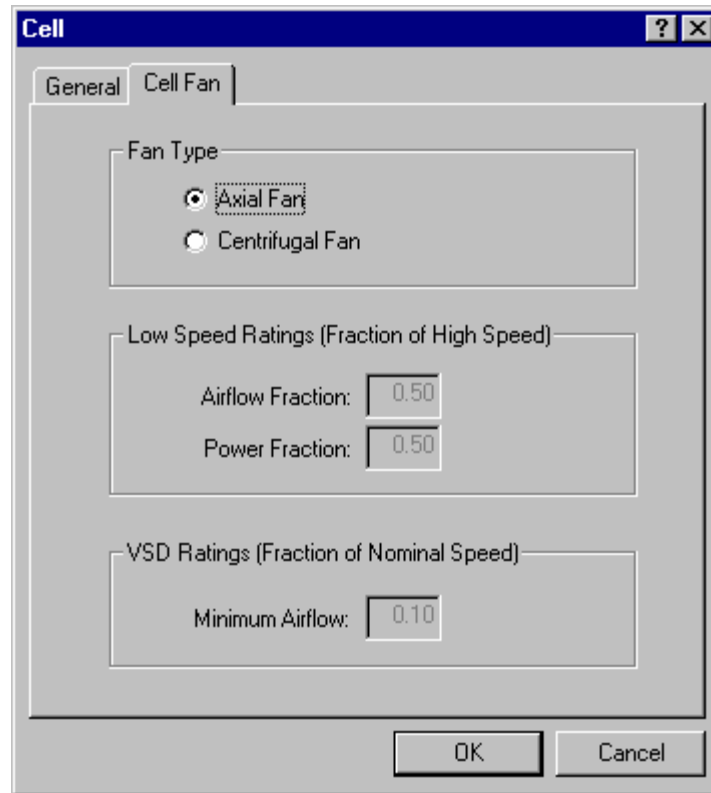 Cell
General
Cell Fan
Fan Type
Axial Fan
Centrifugal Fan
Low Speed Ratings (Fraction of High Speed)
Airflow Fraction: 0.50
Power Fraction: 0.50
VSD Ratings (Fraction of Nominal Speed)
Minimum Airflow: 0.10
OK
Cancel